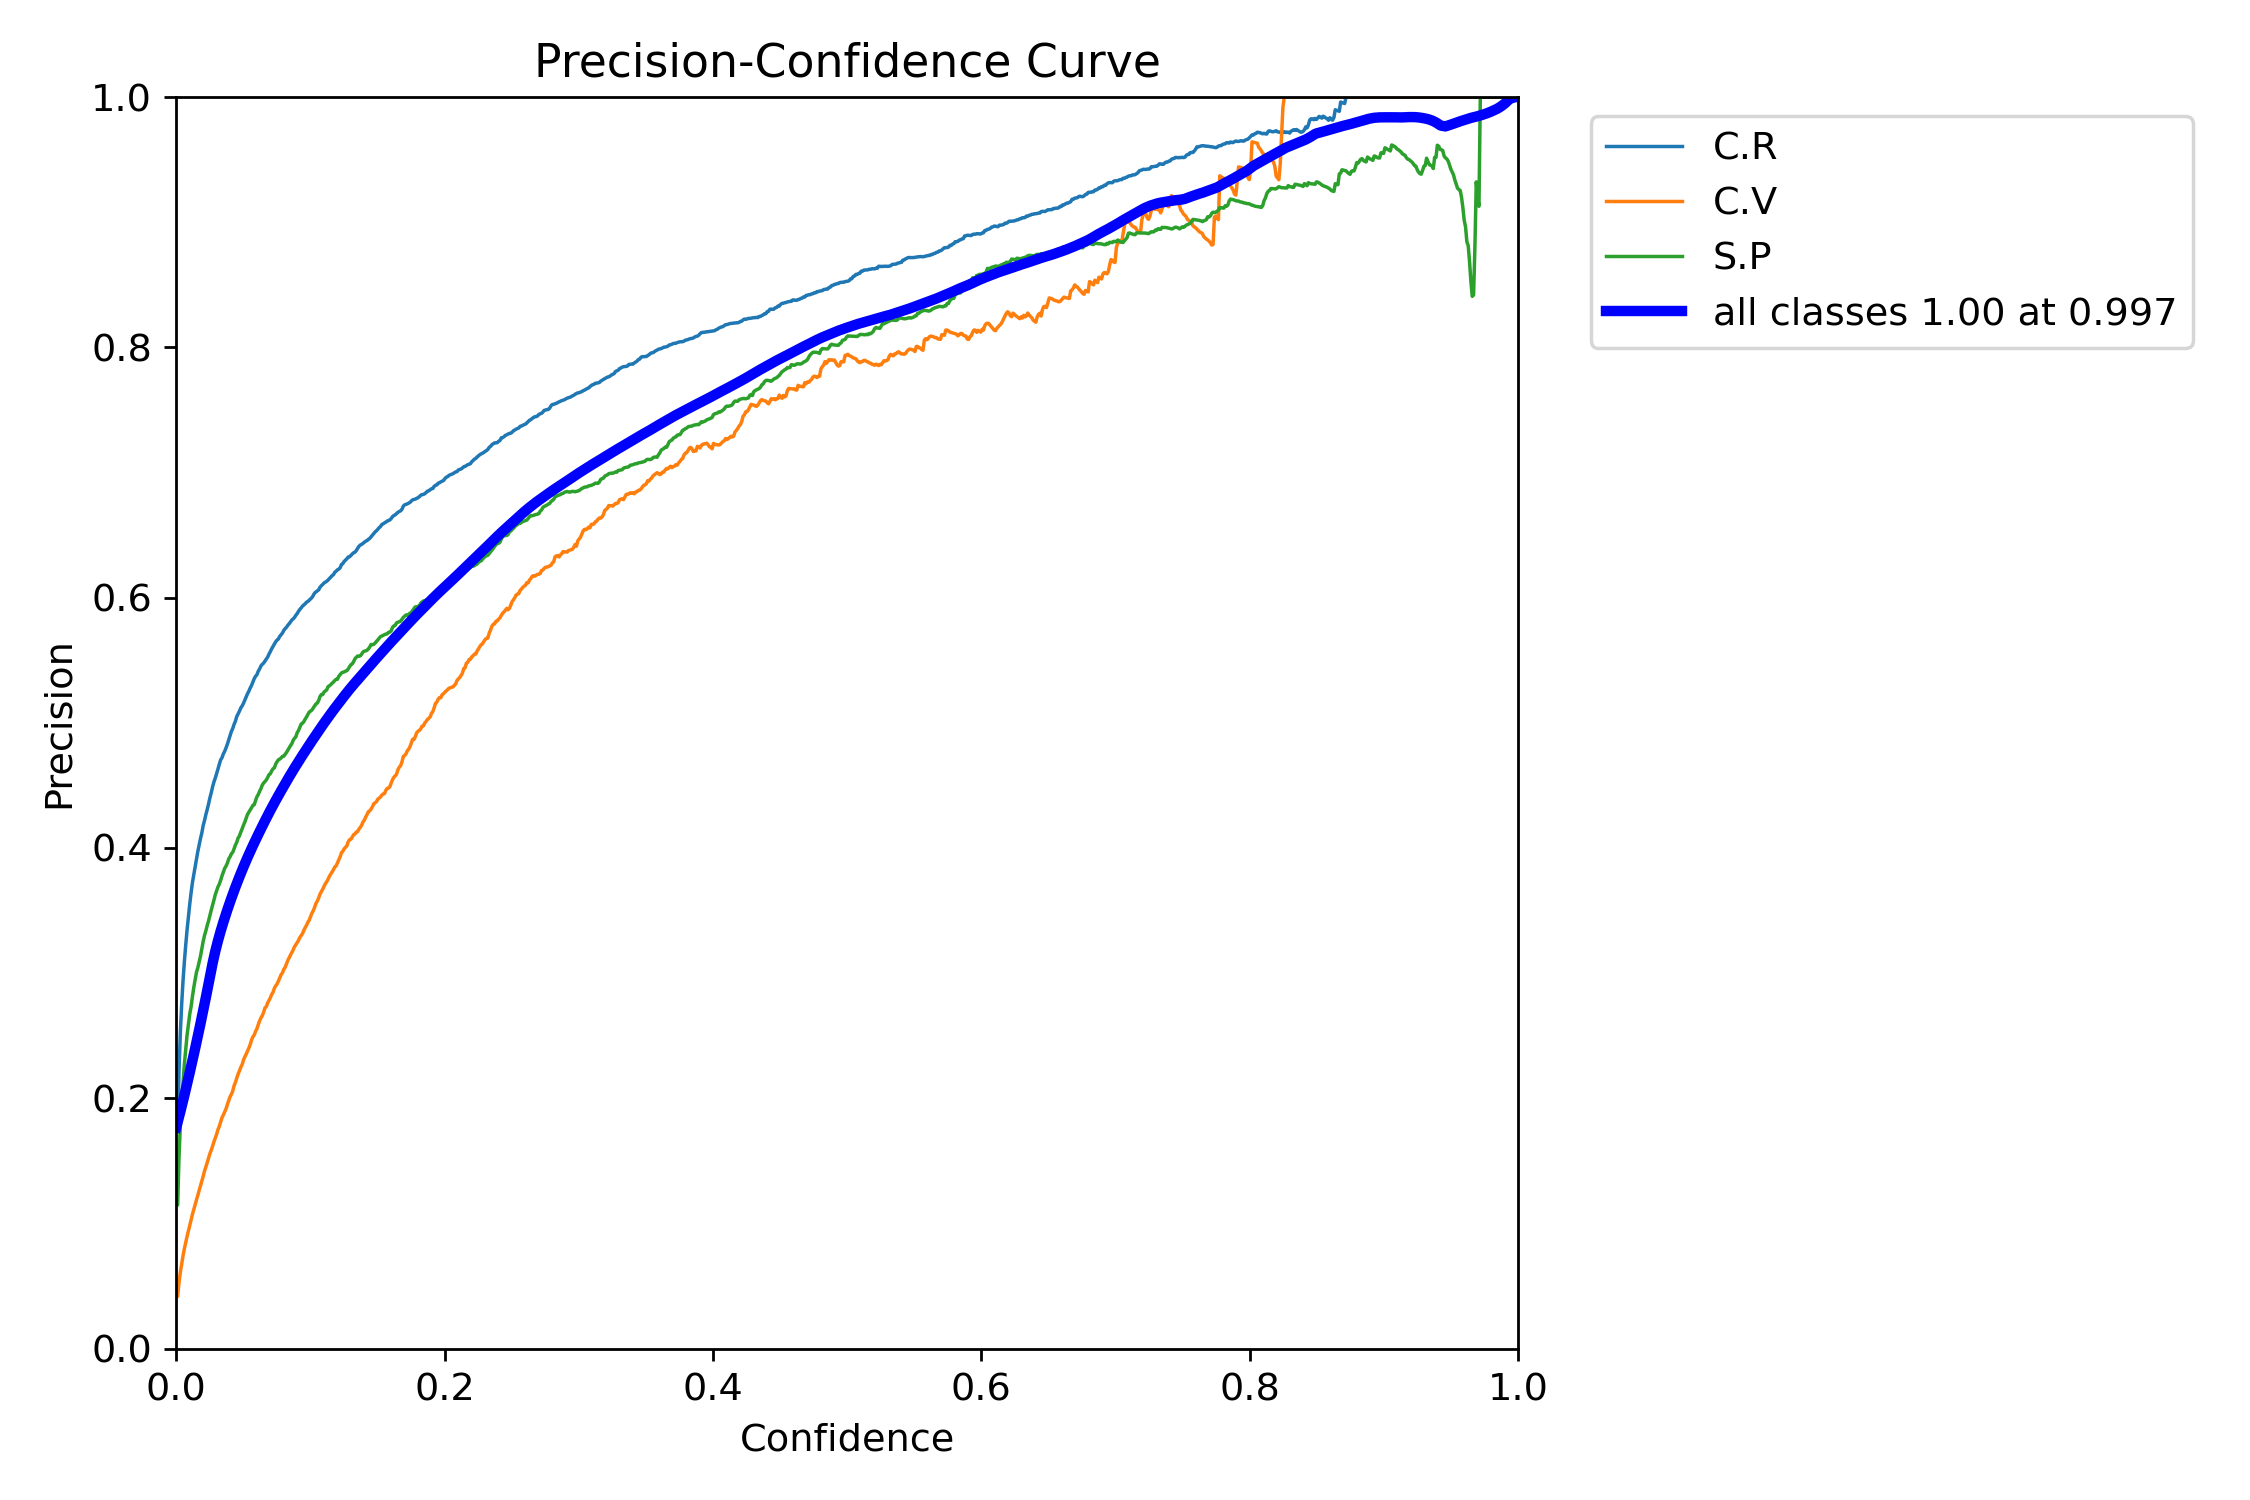 Precision-Confidence Curve
1.0
0.8
0.6
0.4
0.2
0.0
Precision
0.0 0.2 0.4 0.6 0.8 1.0
Confidence
C.R
C.V
S.P
all classes 1.00 at 0.997